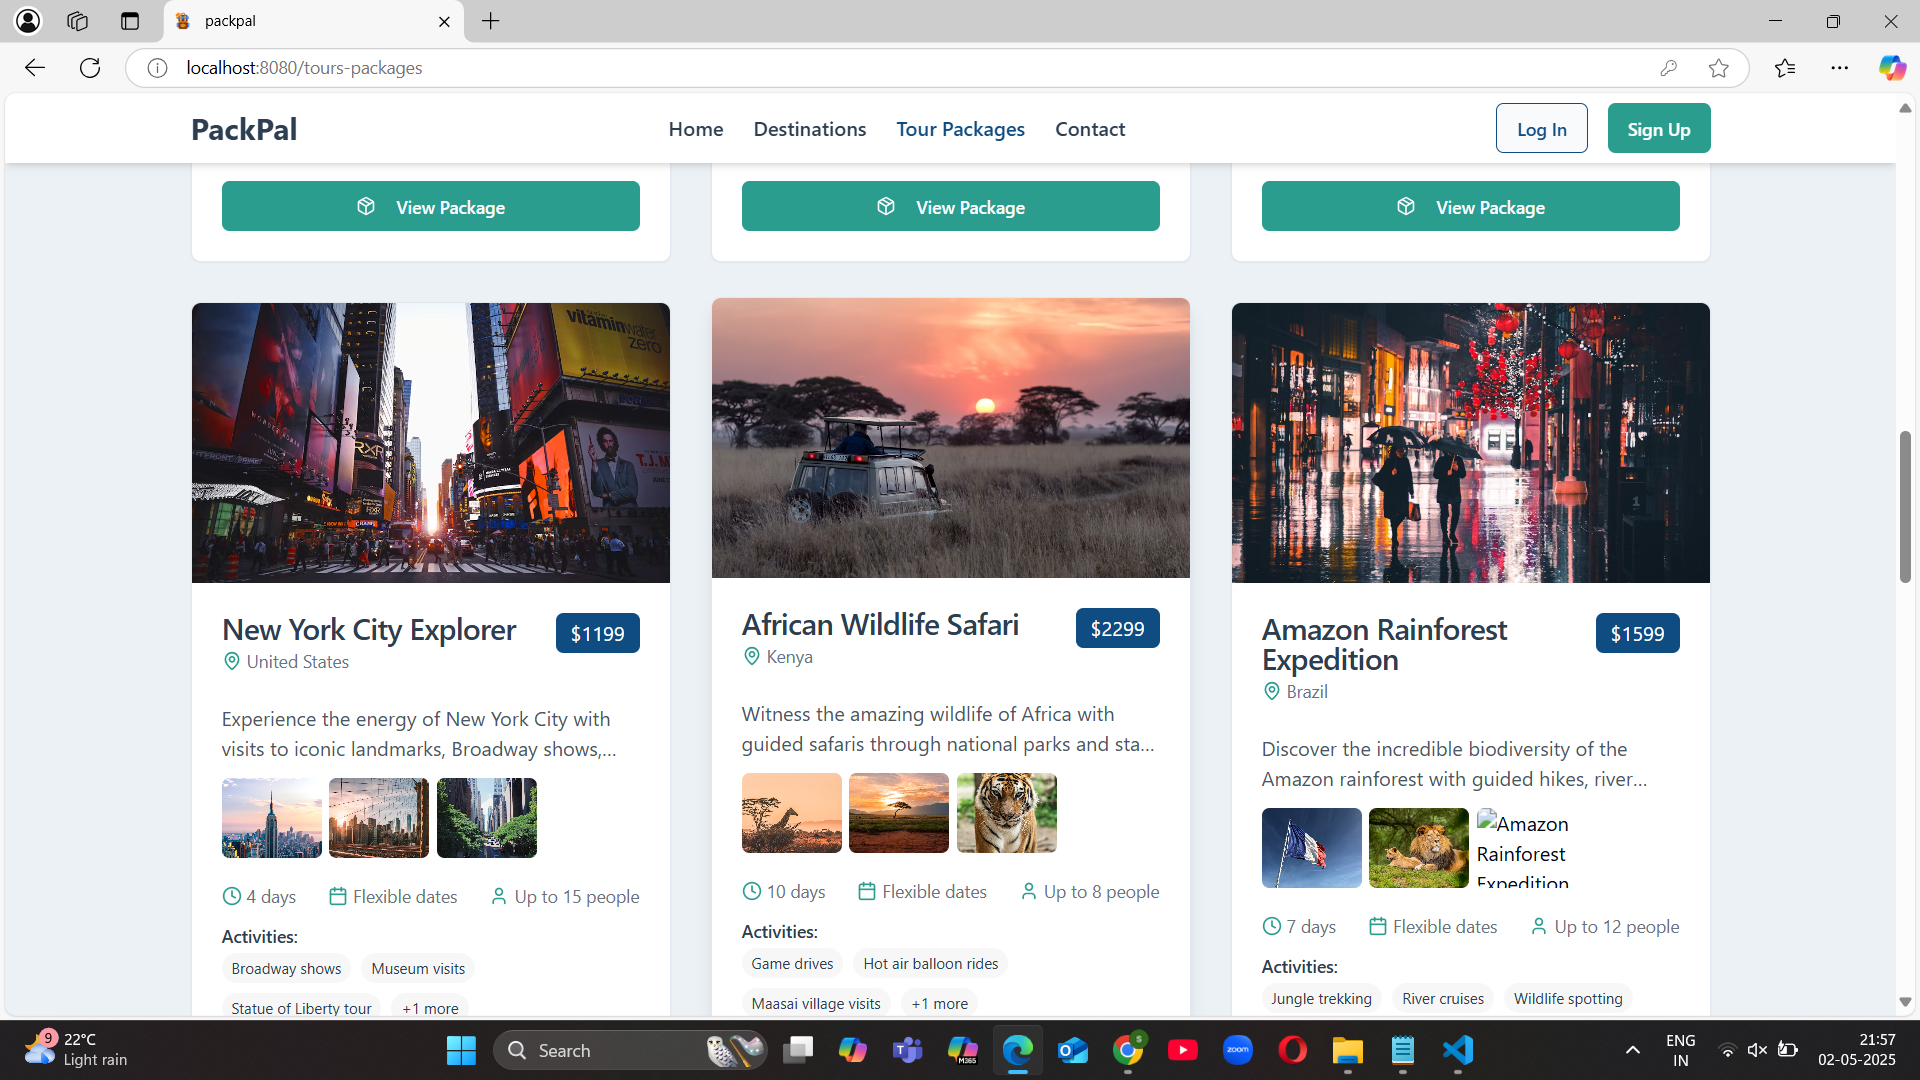 packpal
localhost:8080/tours-packages
PackPal
Home
Destinations
Tour Packages
Contact
Log In
Sign Up
View Package
View Package
View Package
vitaminwater
zero
RXR
RXR
T.J.M
New York City Explorer
$1199
United States
Experience the energy of New York City with
visits to iconic landmarks, Broadway shows,...
4 days
Flexible dates
Up to 15 people
Activities:
Broadway shows
Museum visits
Statue of Liberty tour
+1 more
African Wildlife Safari
$2299
Kenya
Witness the amazing wildlife of Africa with
guided safaris through national parks and sta...
10 days
Flexible dates
Up to 8 people
Activities:
Game drives
Hot air balloon rides
Maasai village visits
+1 more
Amazon Rainforest
Expedition
$1599
Brazil
Discover the incredible biodiversity of the
Amazon rainforest with guided hikes, river...
Amazon
Rainforest
Expedition
7 days
Flexible dates
Up to 12 people
Activities:
Jungle trekking
River cruises
Wildlife spotting
9
22°C
Light rain
Search
M365
zoom
S
ENG
IN
21:57
02-05-2025